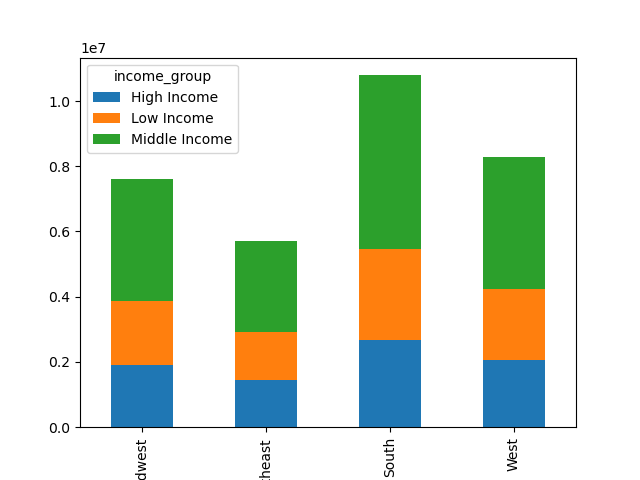 1e7
income_group
High Income
Low Income
Middle Income
1.0
0.8
0.6
0.4
0.2
0.0
dwest
theast
South
West